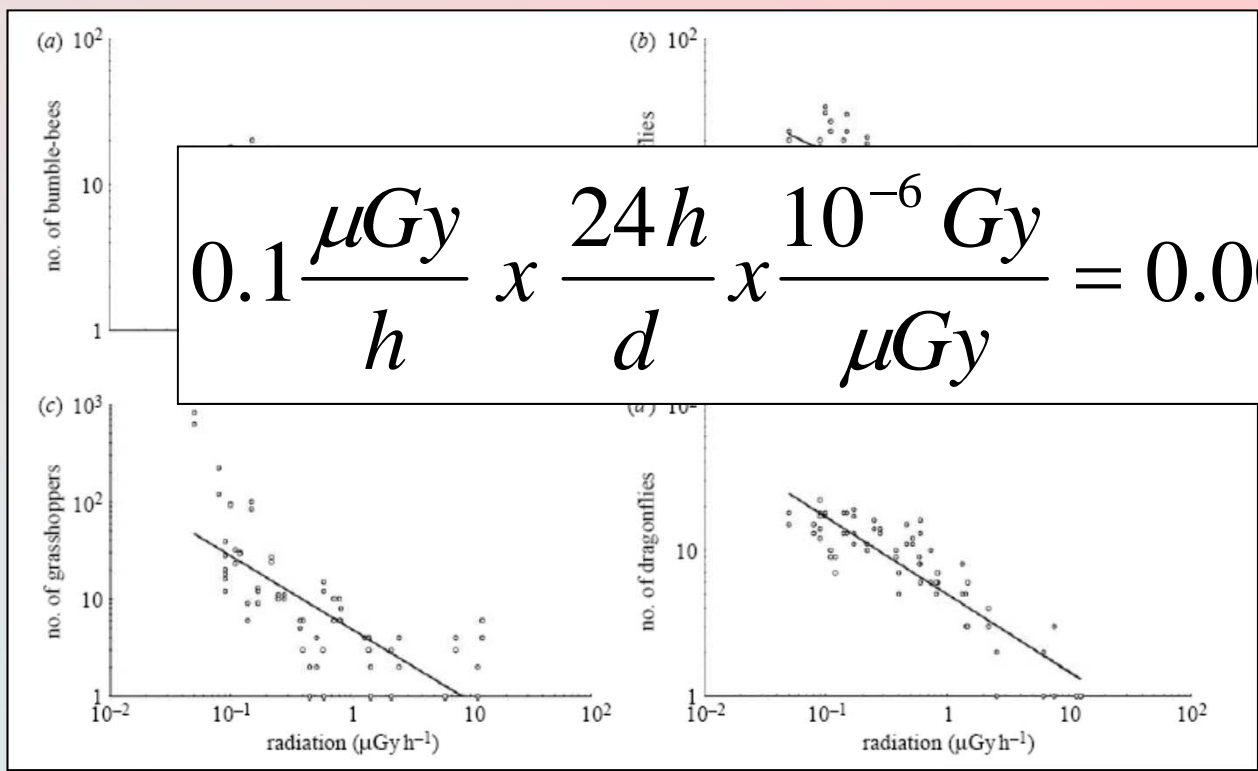 (a) 10² (b) 10²
no. of bumble-bees
10
1
0.1 μGy/h x 24 h/d x 10⁻⁶ Gy/μGy = 0.0
(c) 10³
no. of grasshoppers
10²
10
1
10⁻² 10⁻¹ 1 10 10²
radiation (μGy h⁻¹)
no. of dragonflies
10
1
10⁻² 10⁻¹ 1 10 10²
radiation (μGy h⁻¹)